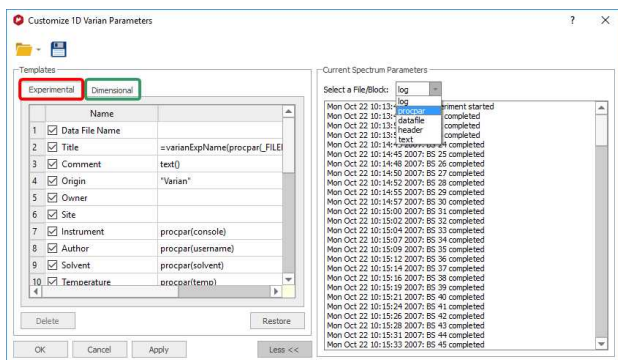 Customize 1D Varian Parameters
? ×
Templates
Experimental Dimensional
Name
1 Data File Name
2 Title =varianExpName(procpar(_FILE
3 Comment text()
4 Origin "Varian"
5 Owner
6 Site
7 Instrument procpar(console)
8 Author procpar(username)
9 Solvent procpar(solvent)
10 Temperature procpar(temp)
Delete Restore
OK Cancel Apply Less <<
Current Spectrum Parameters
Select a File/Block: log
log
procpar
datafile
header
text
Mon Oct 22 10:13: eriment started
Mon Oct 22 10:13: completed
Mon Oct 22 10:13: completed
Mon Oct 22 10:14: completed
Mon Oct 22 10:14: 2007: BS 24 completed
Mon Oct 22 10:14:45 2007: BS 25 completed
Mon Oct 22 10:14:48 2007: BS 26 completed
Mon Oct 22 10:14:50 2007: BS 27 completed
Mon Oct 22 10:14:52 2007: BS 28 completed
Mon Oct 22 10:14:55 2007: BS 29 completed
Mon Oct 22 10:14:57 2007: BS 30 completed
Mon Oct 22 10:15:00 2007: BS 31 completed
Mon Oct 22 10:15:02 2007: BS 32 completed
Mon Oct 22 10:15:04 2007: BS 33 completed
Mon Oct 22 10:15:07 2007: BS 34 completed
Mon Oct 22 10:15:09 2007: BS 35 completed
Mon Oct 22 10:15:12 2007: BS 36 completed
Mon Oct 22 10:15:14 2007: BS 37 completed
Mon Oct 22 10:15:16 2007: BS 38 completed
Mon Oct 22 10:15:19 2007: BS 39 completed
Mon Oct 22 10:15:21 2007: BS 40 completed
Mon Oct 22 10:15:24 2007: BS 41 completed
Mon Oct 22 10:15:26 2007: BS 42 completed
Mon Oct 22 10:15:28 2007: BS 43 completed
Mon Oct 22 10:15:31 2007: BS 44 completed
Mon Oct 22 10:15:33 2007: BS 45 completed